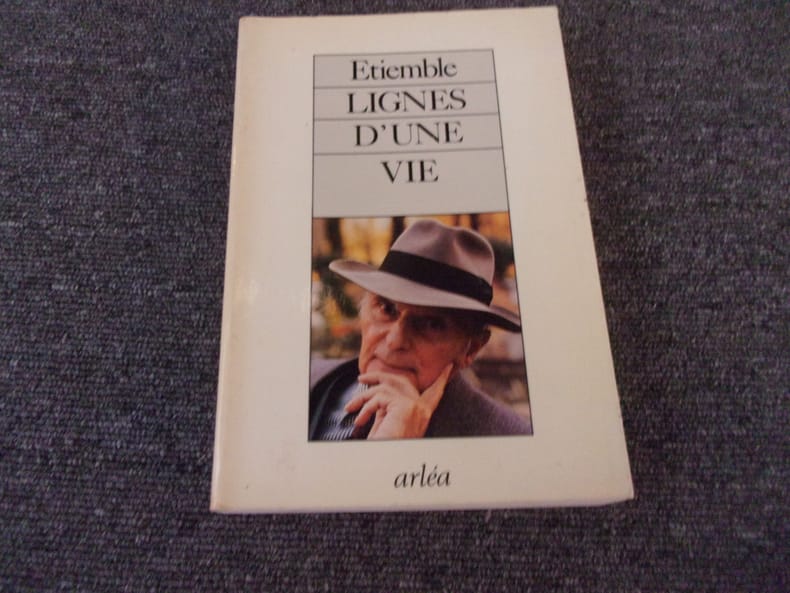 Etiemble
LIGNES
D'UNE
VIE
arléa